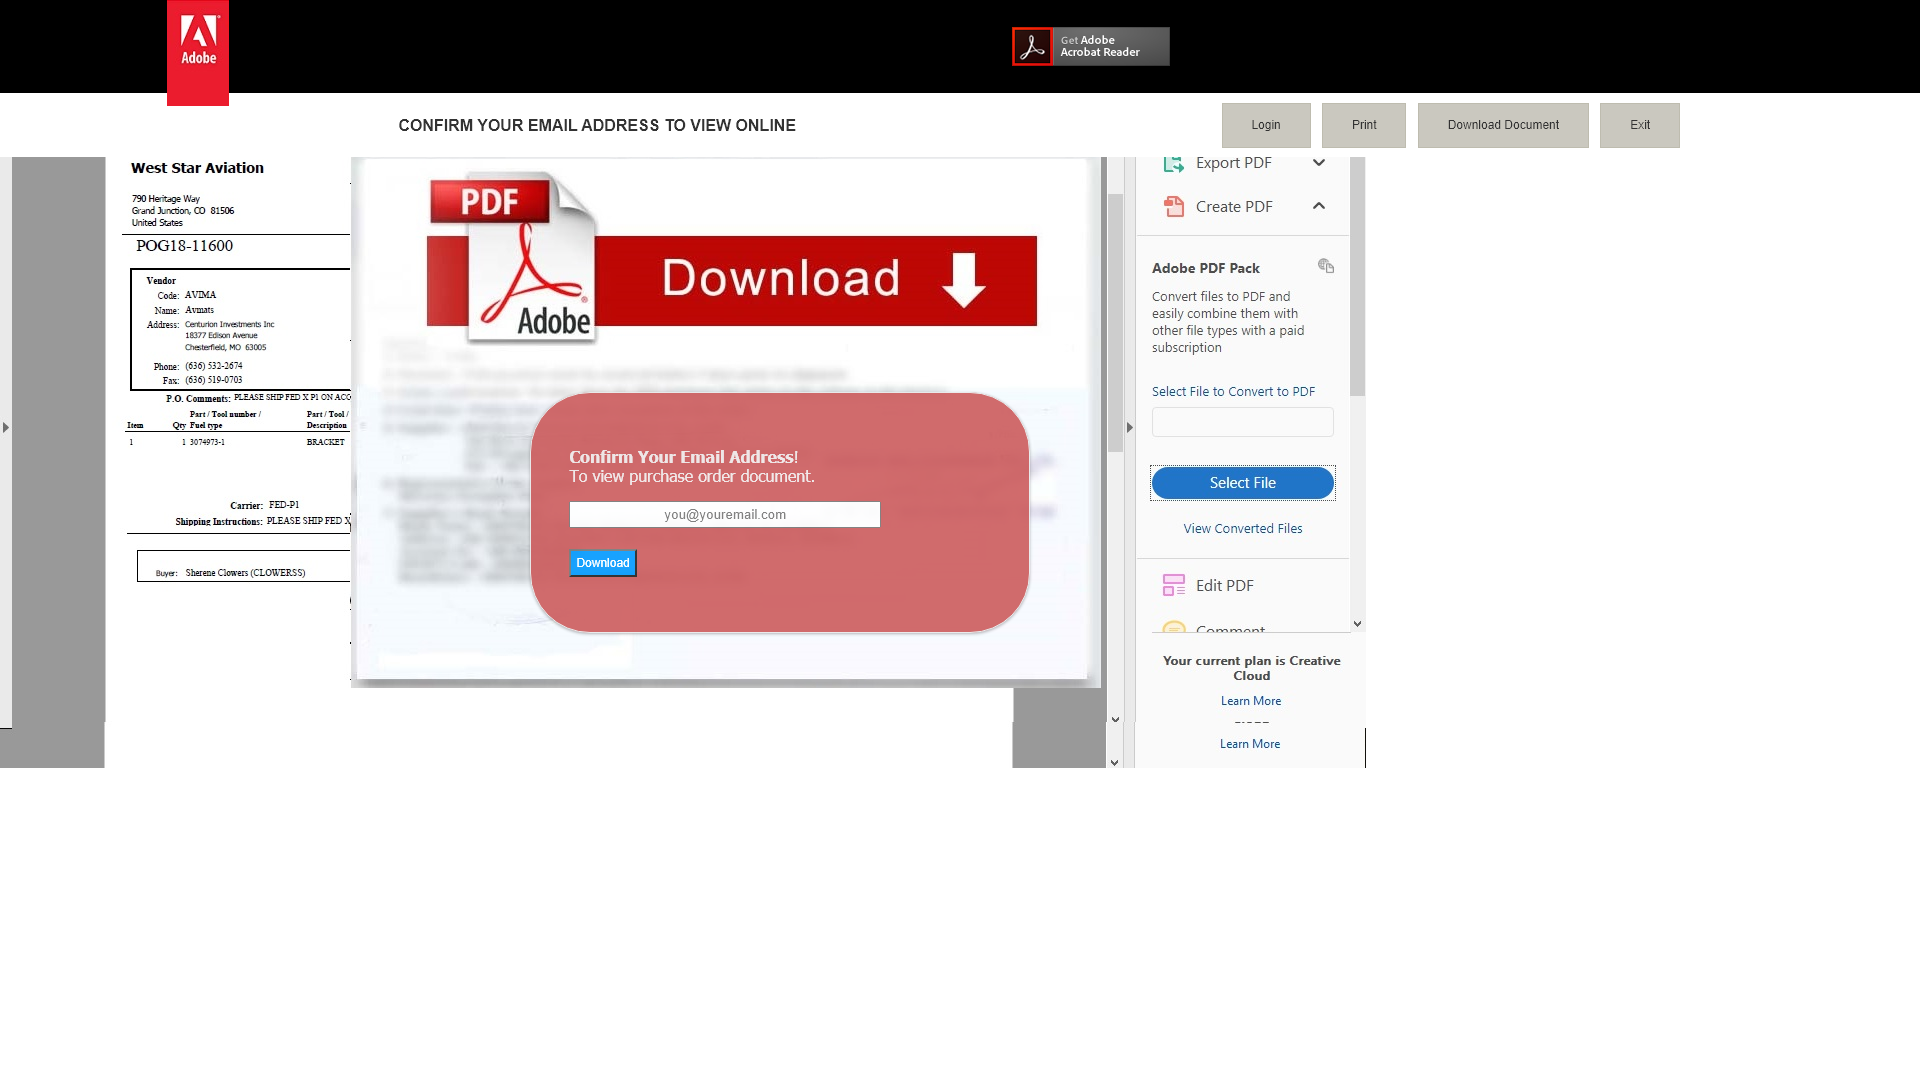 Adobe
Get Adobe
Acrobat Reader
CONFIRM YOUR EMAIL ADDRESS TO VIEW ONLINE
Login
Print
Download Document
Exit
West Star Aviation
790 Heritage Way
Grand Junction, CO 81506
United States
POG18-11600
Vendor
Code: AVIMA
Name: Avmats
Address: Centurion Investments Inc
18377 Edison Avenue
Chesterfield, MO 63005
Phone: (636) 532-2674
Fax: (636) 519-0703
P.O. Comments: PLEASE SHIP FED X P1 ON ACO
Part / Tool number / Part / Tool /
Item Qty Fuel type Description
1 1 3074973-1 BRACKET
Carrier: FED-P1
Shipping Instructions: PLEASE SHIP FED X
Buyer: Sherene Clowers (CLOWERSS)
PDF
Download
Adobe
Confirm Your Email Address!
To view purchase order document.
you@youremail.com
Download
Export PDF
Create PDF
Adobe PDF Pack
Convert files to PDF and
easily combine them with
other file types with a paid
subscription
Select File to Convert to PDF
Select File
View Converted Files
Edit PDF
Comment
Your current plan is Creative
Cloud
Learn More
Learn More